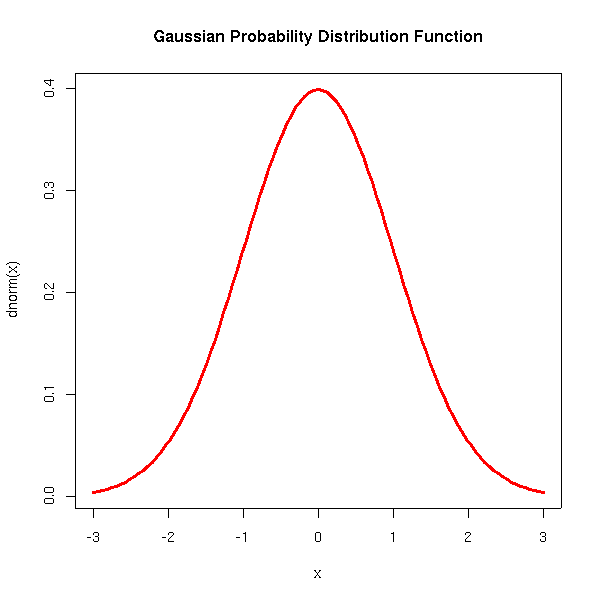 Gaussian Probability Distribution Function
dnorm(x)
0.4
0.3
0.2
0.1
0.0
-3 -2 -1 0 1 2 3
x